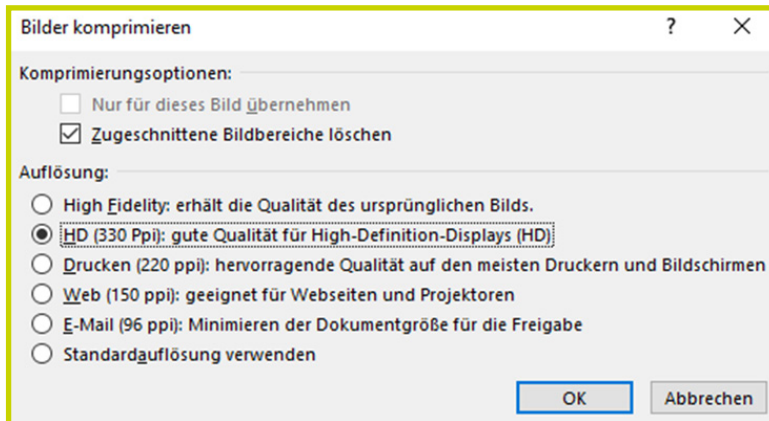 Bilder komprimieren
Komprimierungsoptionen:
Nur für dieses Bild übernehmen
Zugeschnittene Bildbereiche löschen
Auflösung:
High Fidelity: erhält die Qualität des ursprünglichen Bilds.
HD (330 Ppi): gute Qualität für High-Definition-Displays (HD)
Drucken (220 ppi): hervorragende Qualität auf den meisten Druckern und Bildschirmen
Web (150 ppi): geeignet für Webseiten und Projektoren
E-Mail (96 ppi): Minimieren der Dokumentgröße für die Freigabe
Standardauflösung verwenden
OK Abbrechen